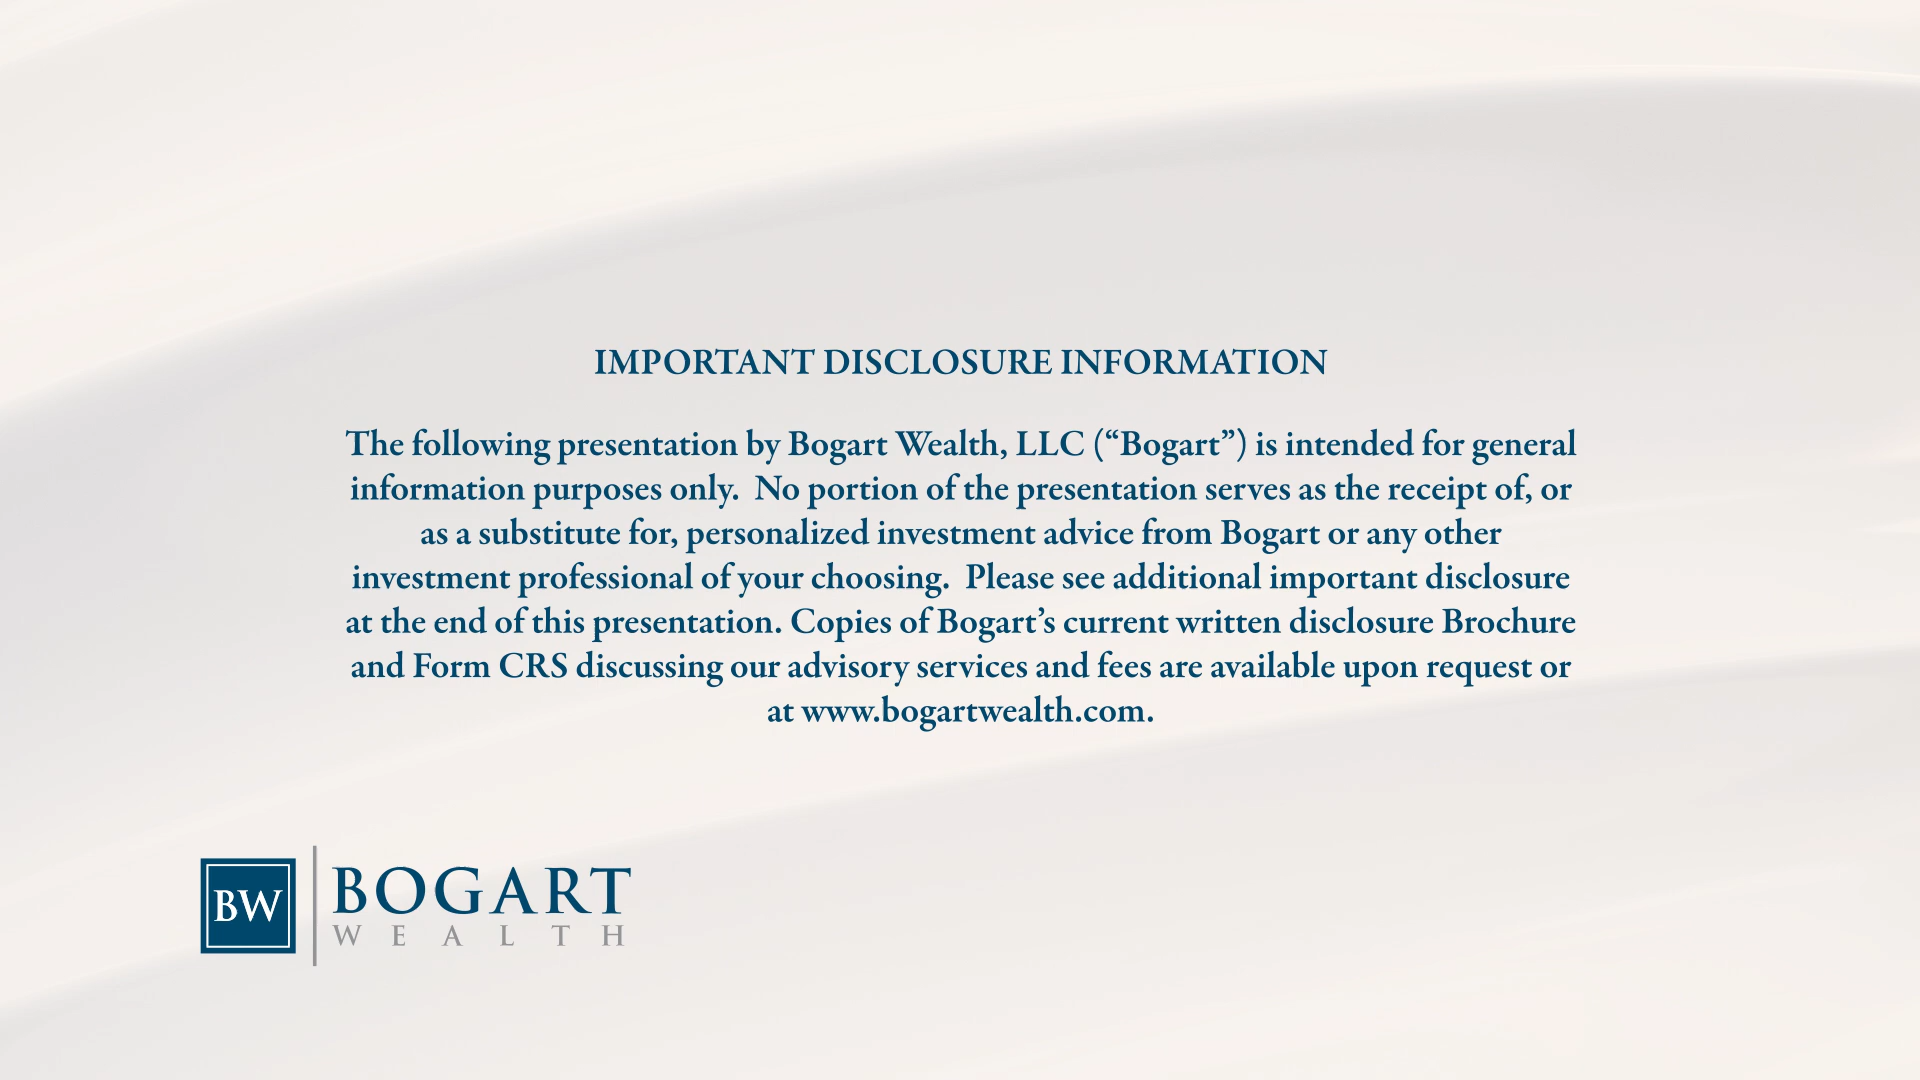 IMPORTANT DISCLOSURE INFORMATION
The following presentation by Bogart Wealth, LLC (“Bogart”) is intended for general
information purposes only.  No portion of the presentation serves as the receipt of, or
as a substitute for, personalized investment advice from Bogart or any other
investment professional of your choosing.  Please see additional important disclosure
at the end of this presentation. Copies of Bogart’s current written disclosure Brochure
and Form CRS discussing our advisory services and fees are available upon request or
at www.bogartwealth.com.
BW
BOGART
WEALTH